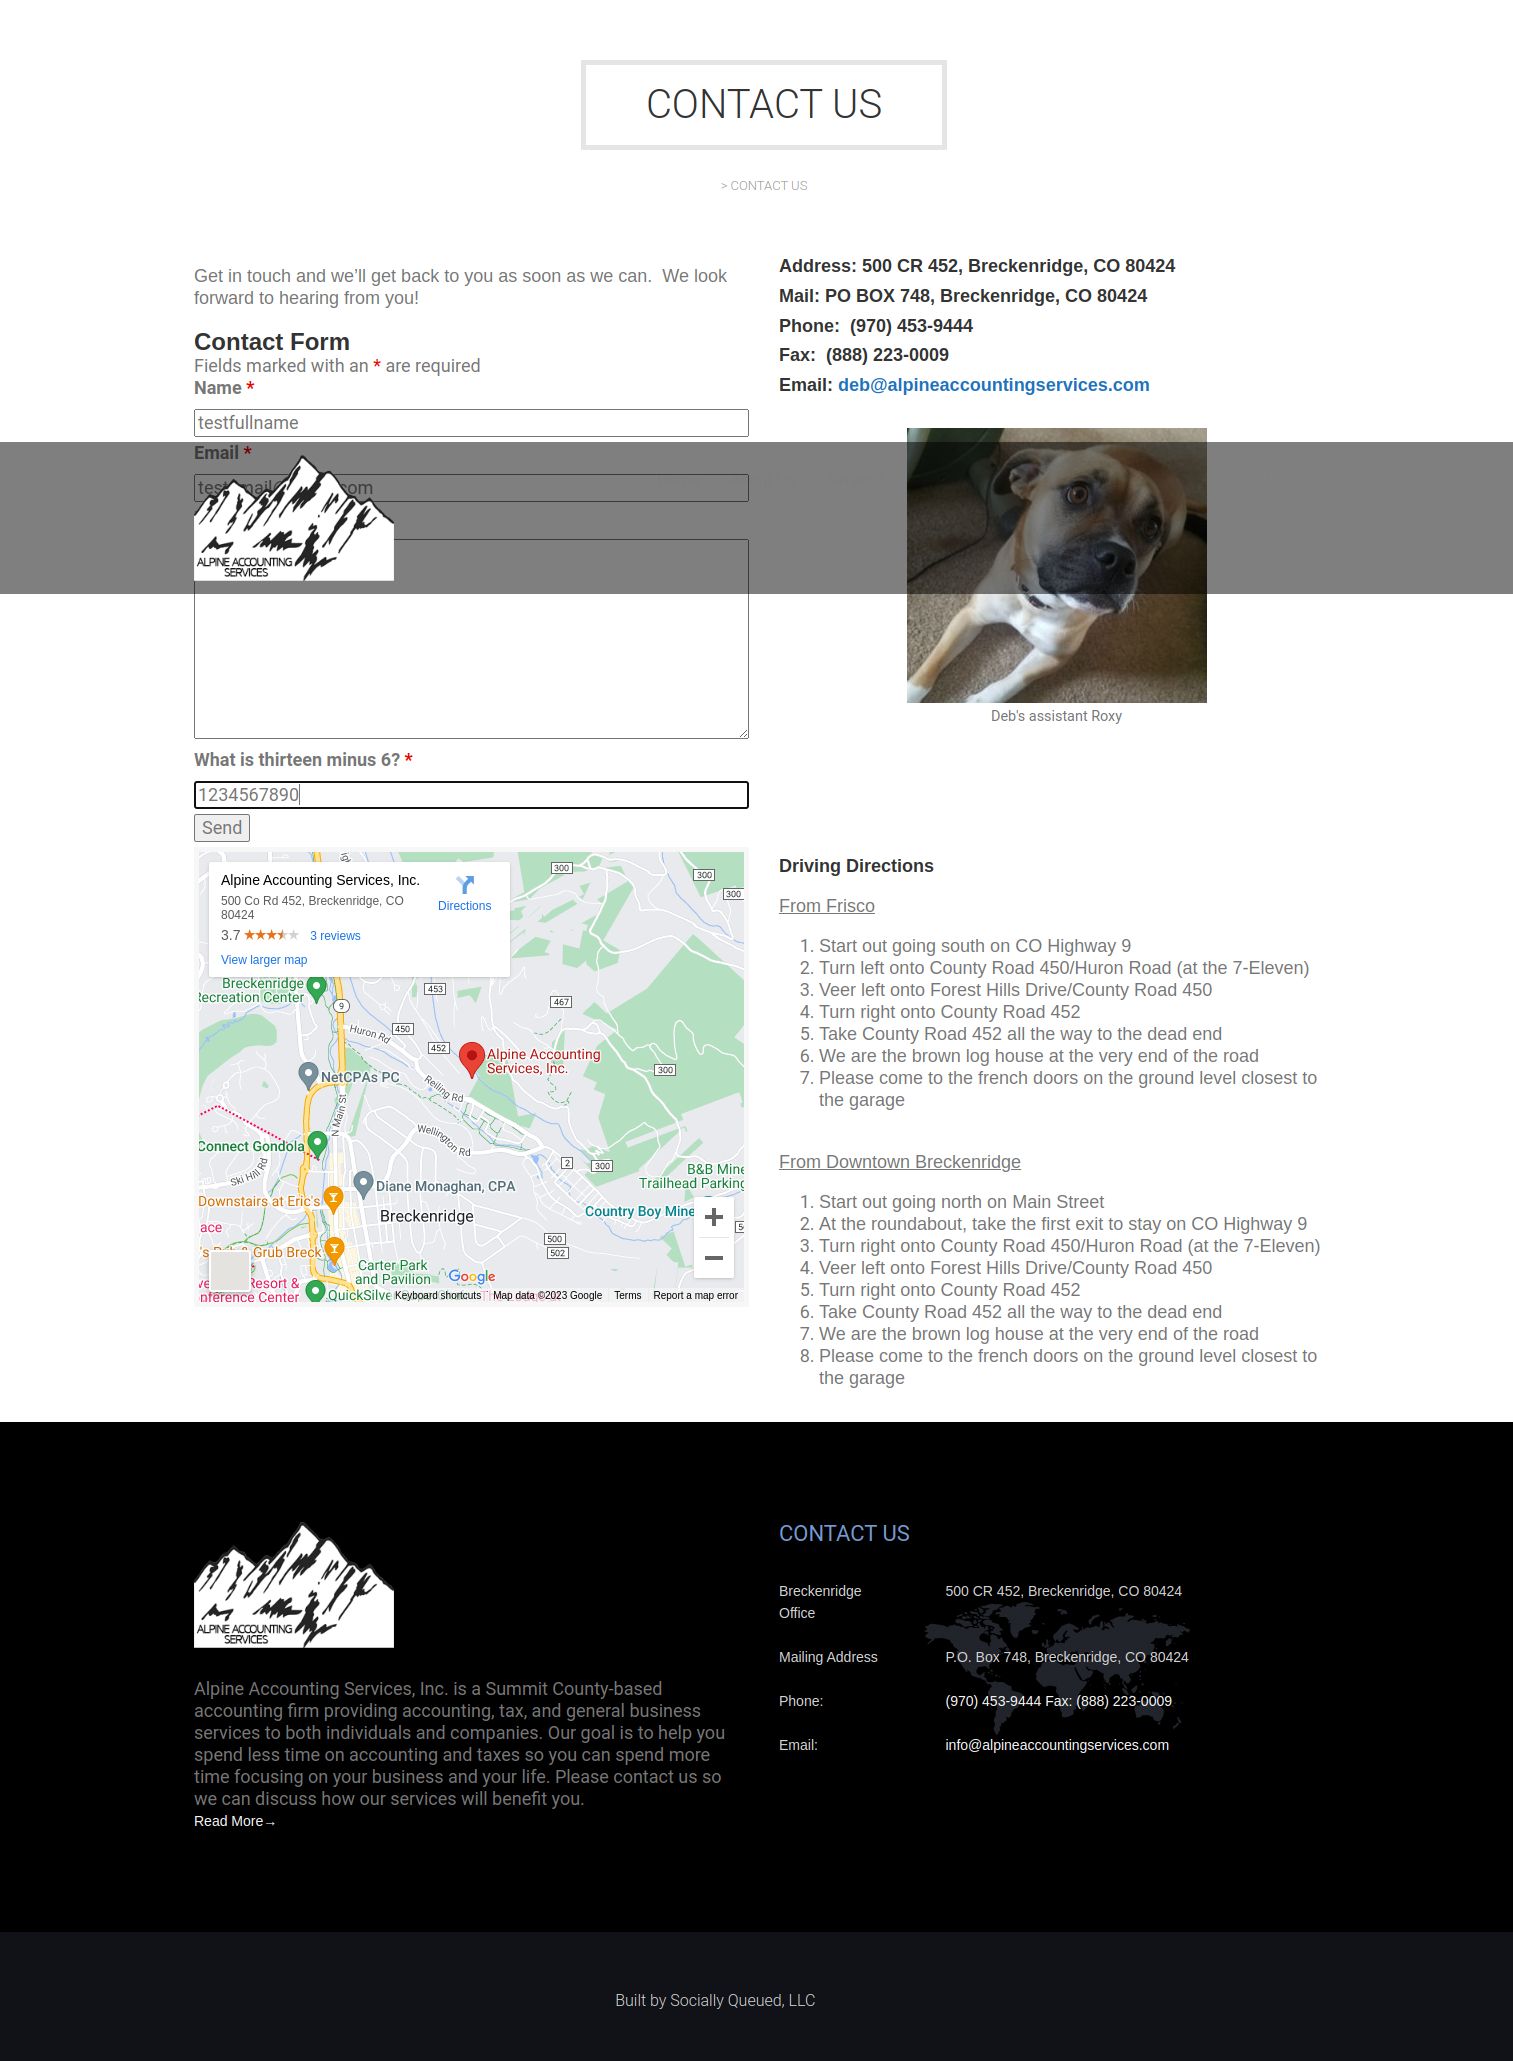 CONTACT US
> CONTACT US
Get in touch and we'll get back to you as soon as we can.  We look
forward to hearing from you!
Contact Form
Fields marked with an * are required
Name *
testfullname
Email *
What is thirteen minus 6? *
1234567890
Send
Address: 500 CR 452, Breckenridge, CO 80424
Mail: PO BOX 748, Breckenridge, CO 80424
Phone:  (970) 453-9444
Fax:  (888) 223-0009
Email: deb@alpineaccountingservices.com
ALPINE ACCOUNTING
SERVICES
Deb's assistant Roxy
Alpine Accounting Services, Inc.
500 Co Rd 452, Breckenridge, CO
80424
Directions
3.7 3 reviews
View larger map
300
300
300
Breckenridge
Recreation Center
453
467
9
450
Huron Rd
452
Alpine Accounting
Services, Inc.
300
NetCPAs PC
Reiling Rd
N Main St
Wellington Rd
Connect Gondola
2
300
Ski Hill Rd
B&B Mine
Trailhead Parking
Diane Monaghan, CPA
Downstairs at Eric's
Country Boy Mine
Breckenridge
500
502
& Grub Breck
Carter Park
and Pavilion
Google
Resort &
nference Center
QuickSilve
Keyboard shortcuts
Map data ©2023 Google
Terms
Report a map error
Driving Directions
From Frisco
1. Start out going south on CO Highway 9
2. Turn left onto County Road 450/Huron Road (at the 7-Eleven)
3. Veer left onto Forest Hills Drive/County Road 450
4. Turn right onto County Road 452
5. Take County Road 452 all the way to the dead end
6. We are the brown log house at the very end of the road
7. Please come to the french doors on the ground level closest to
the garage
From Downtown Breckenridge
1. Start out going north on Main Street
2. At the roundabout, take the first exit to stay on CO Highway 9
3. Turn right onto County Road 450/Huron Road (at the 7-Eleven)
4. Veer left onto Forest Hills Drive/County Road 450
5. Turn right onto County Road 452
6. Take County Road 452 all the way to the dead end
7. We are the brown log house at the very end of the road
8. Please come to the french doors on the ground level closest to
the garage
ALPINE ACCOUNTING
SERVICES
Alpine Accounting Services, Inc. is a Summit County-based
accounting firm providing accounting, tax, and general business
services to both individuals and companies. Our goal is to help you
spend less time on accounting and taxes so you can spend more
time focusing on your business and your life. Please contact us so
we can discuss how our services will benefit you.
Read More→
CONTACT US
Breckenridge
Office
500 CR 452, Breckenridge, CO 80424
Mailing Address
P.O. Box 748, Breckenridge, CO 80424
Phone:
(970) 453-9444 Fax: (888) 223-0009
Email:
info@alpineaccountingservices.com
Built by Socially Queued, LLC